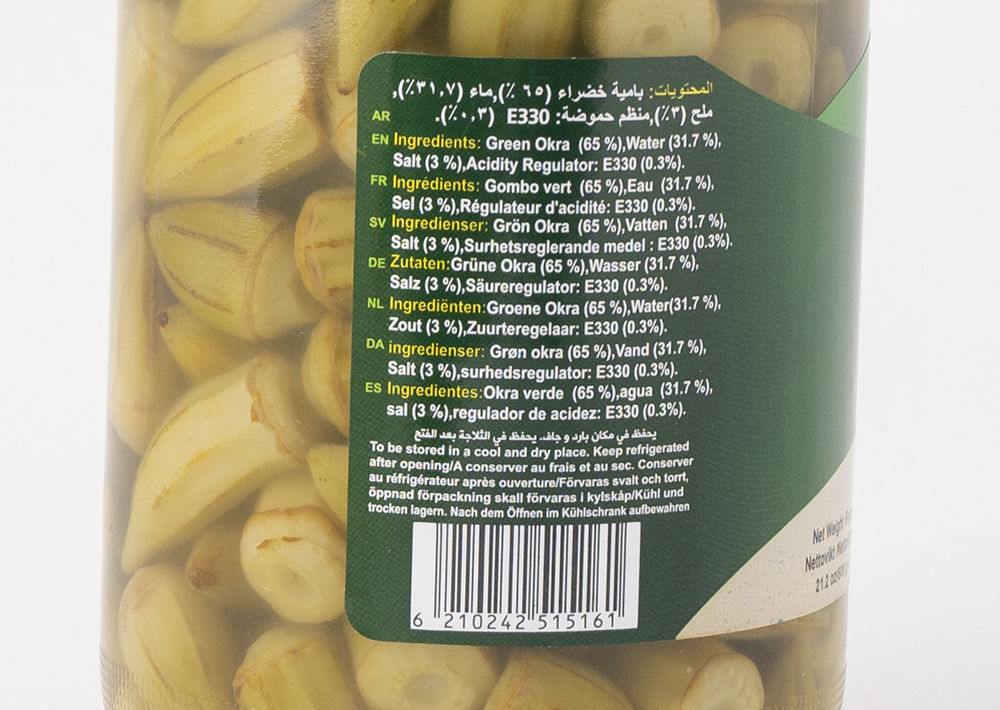 المحتويات: بامية خضراء (٦٥ ٪),ماء (٣١,٧٪),
AR ملح (٣٪),منظم حموضة: E330 (٠,٣٪).
EN Ingredients: Green Okra (65 %),Water (31.7 %),
Salt (3 %),Acidity Regulator: E330 (0.3%).
FR Ingrédients: Gombo vert (65 %),Eau (31.7 %),
Sel (3 %),Régulateur d'acidité: E330 (0.3%).
SV Ingredienser: Grön Okra (65 %),Vatten (31.7 %),
Salt (3 %),Surhetsreglerande medel : E330 (0.3%).
DE Zutaten:Grüne Okra (65 %),Wasser (31.7 %),
Salz (3 %),Säureregulator: E330 (0.3%).
NL Ingrediënten:Groene Okra (65 %),Water(31.7 %),
Zout (3 %),Zuurteregelaar: E330 (0.3%).
DA ingredienser: Grøn okra (65 %),Vand (31.7 %),
Salt (3 %),surhedsregulator: E330 (0.3%).
ES Ingredientes:Okra verde (65 %),agua (31.7 %),
sal (3 %),regulador de acidez: E330 (0.3%).
يحفظ في مكان بارد و جاف. يحفظ في الثلاجة بعد الفتح
To be stored in a cool and dry place. Keep refrigerated
after opening/A conserver au frais et au sec. Conserver
au réfrigérateur après ouverture/Förvaras svalt och torrt,
öppnad förpackning skall förvaras i kylskåp/Kühl und
trocken lagern. Nach dem Öffnen im Kühlschrank aufbewahren
6 210242 515161
Net Weight
Nettovikt
21.2 oz